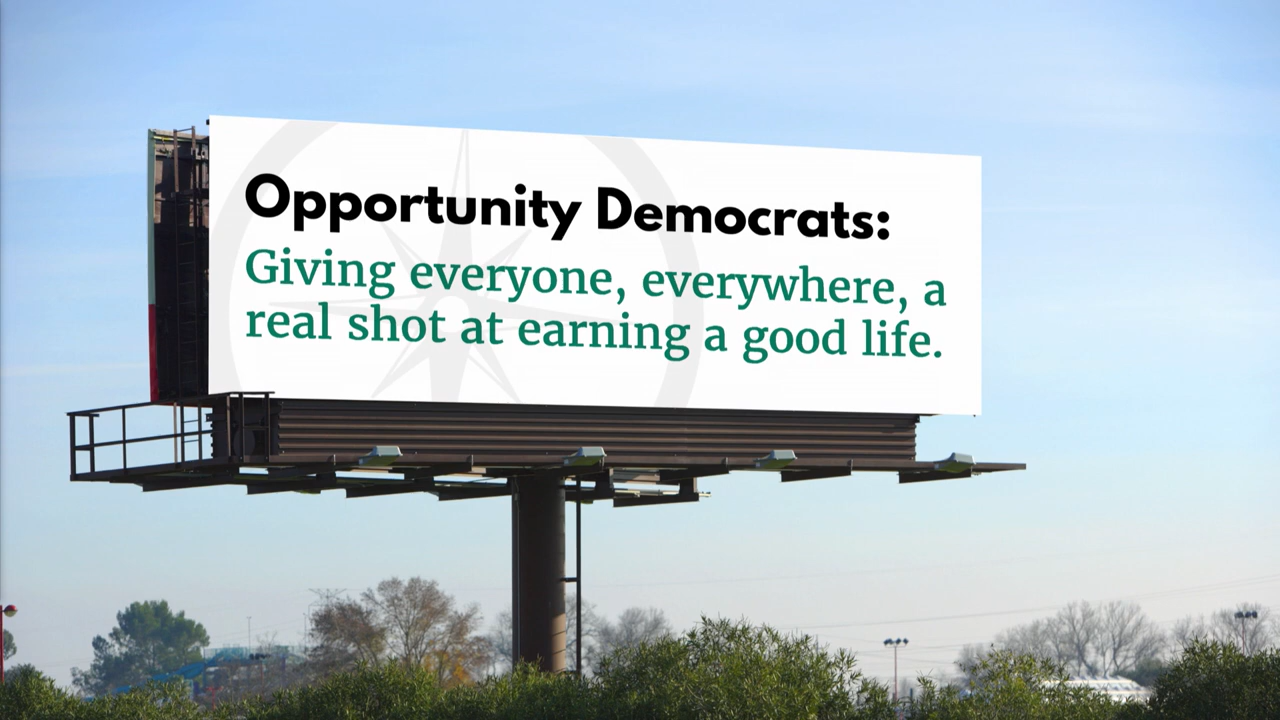 Opportunity Democrats:
Giving everyone, everywhere, a
real shot at earning a good life.